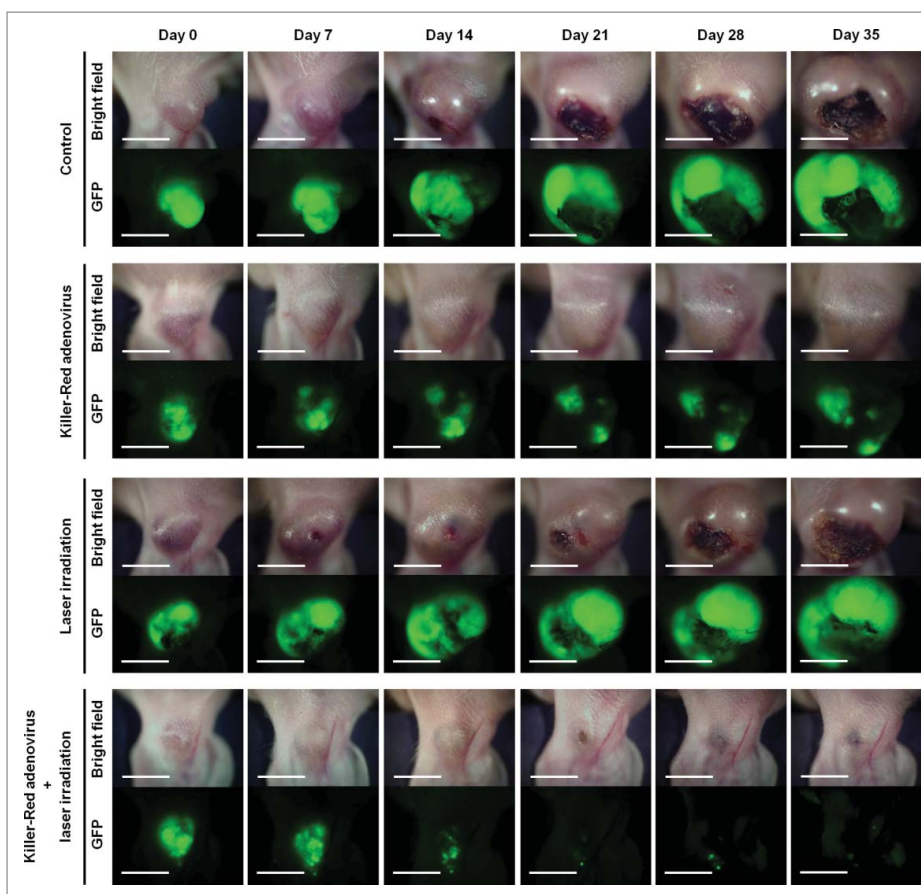 Day 0 Day 7 Day 14 Day 21 Day 28 Day 35
Control
Bright field
GFP
Killer-Red adenovirus
Bright field
GFP
Laser irradiation
Bright field
GFP
Killer-Red adenovirus
+
laser irradiation
Bright field
GFP